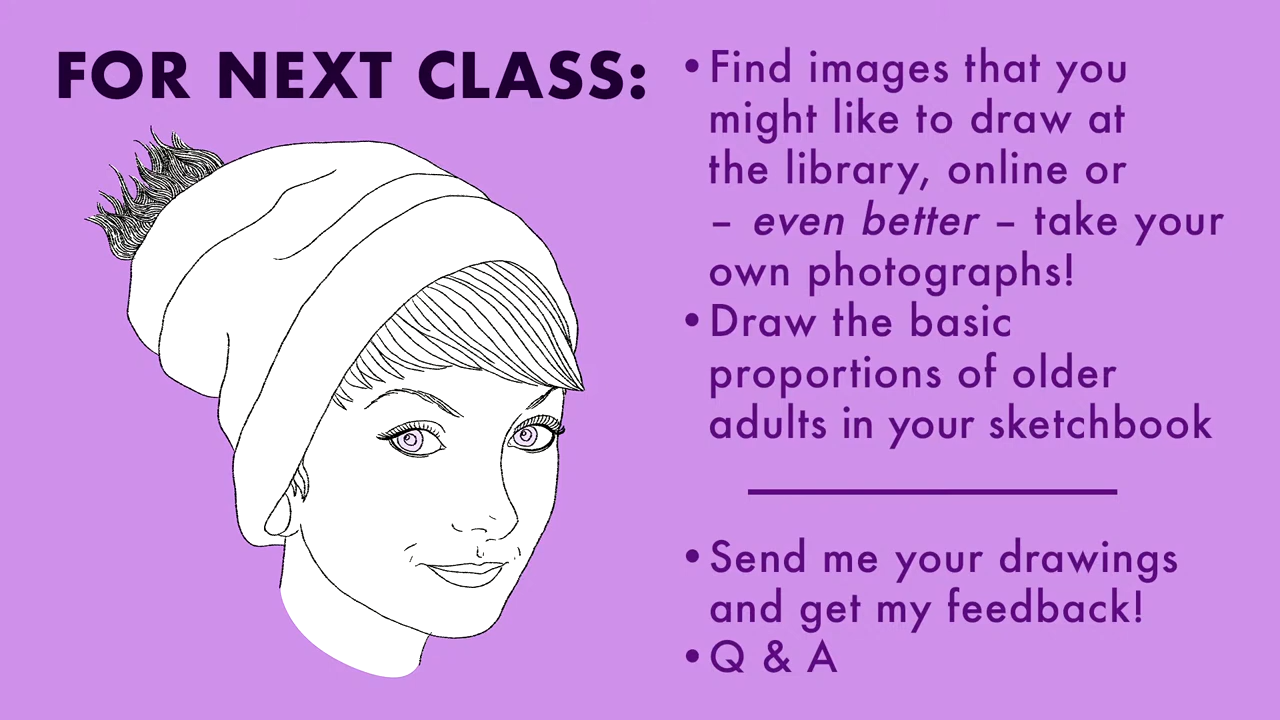 FOR NEXT CLASS:
•Find images that you
might like to draw at
the library, online or
– even better – take your
own photographs!
•Draw the basic
proportions of older
adults in your sketchbook
•Send me your drawings
and get my feedback!
•Q & A